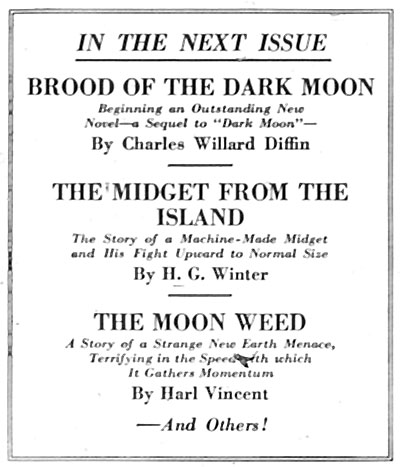 IN THE NEXT ISSUE
BROOD OF THE DARK MOON
Beginning an Outstanding New
Novel—a Sequel to "Dark Moon"—
By Charles Willard Diffin
THE MIDGET FROM THE
ISLAND
The Story of a Machine-Made Midget
and His Fight Upward to Normal Size
By H. G. Winter
THE MOON WEED
A Story of a Strange New Earth Menace,
Terrifying in the Speed which
It Gathers Momentum
By Harl Vincent
—And Others!